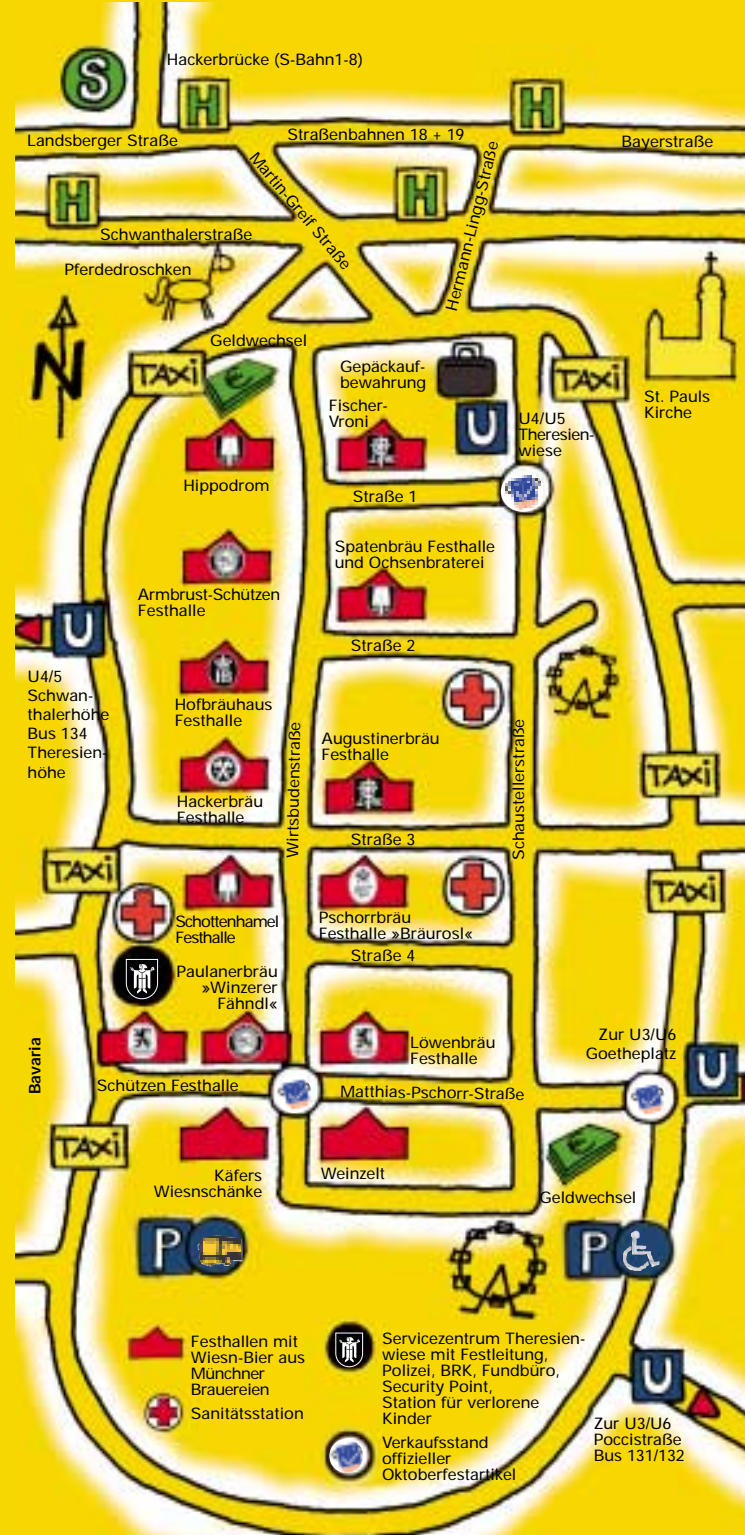 Hackerbrücke (S-Bahn1-8)
S
H
H
Landsberger Straße
Straßenbahnen 18 + 19
Bayerstraße
Martin-Greif Straße
Hermann-Lingg-Straße
H
H
Schwanthalerstraße
Pferdedroschken
N
Geldwechsel
TAXi
Gepäckauf-
bewahrung
TAXi
St. Pauls
Kirche
Fischer-
Vroni
U
U4/U5
Theresien-
wiese
Hippodrom
Straße 1
Spatenbräu Festhalle
und Ochsenbraterei
Armbrust-Schützen
Festhalle
U
Straße 2
U4/5
Schwan-
thalerhöhe
Bus 134
Theresien-
höhe
Hofbräuhaus
Festhalle
Augustinerbräu
Festhalle
Hackerbräu
Festhalle
Wirtsbudenstraße
Schaustellerstraße
TAXi
Straße 3
TAXi
TAXi
Schottenhamel
Festhalle
Pschorrbräu
Festhalle »Bräurosl«
Straße 4
Paulanerbräu
»Winzerer
Fähndl«
Bavaria
Löwenbräu
Festhalle
Zur U3/U6
Goetheplatz
U
Schützen Festhalle
Matthias-Pschorr-Straße
TAXi
Käfers
Wiesnschänke
Weinzelt
Geldwechsel
P
P
Festhallen mit
Wiesn-Bier aus
Münchner
Brauereien
Sanitätsstation
Servicezentrum Theresien-
wiese mit Festleitung,
Polizei, BRK, Fundbüro,
Security Point,
Station für verlorene
Kinder
Verkaufsstand
offizieller
Oktoberfestartikel
U
Zur U3/U6
Poccistraße
Bus 131/132